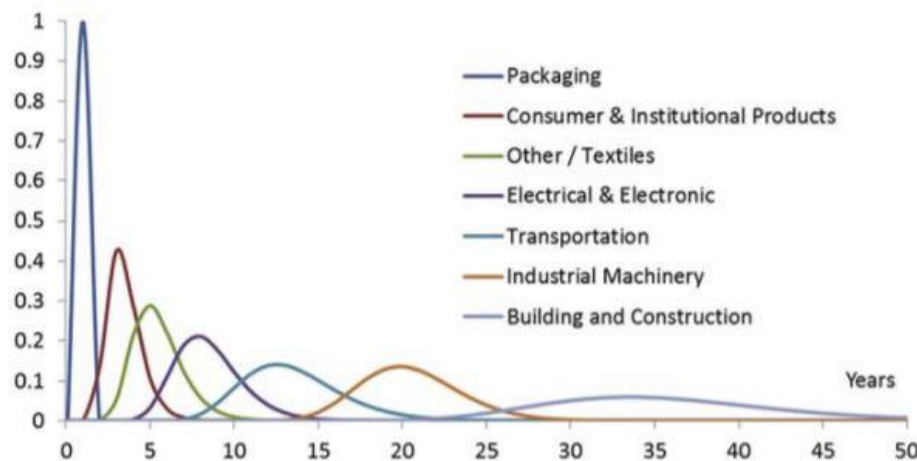 1
0.9
0.8
0.7
0.6
0.5
0.4
0.3
0.2
0.1
0
Packaging
Consumer & Institutional Products
Other / Textiles
Electrical & Electronic
Transportation
Industrial Machinery
Building and Construction
Years
0 5 10 15 20 25 30 35 40 45 50